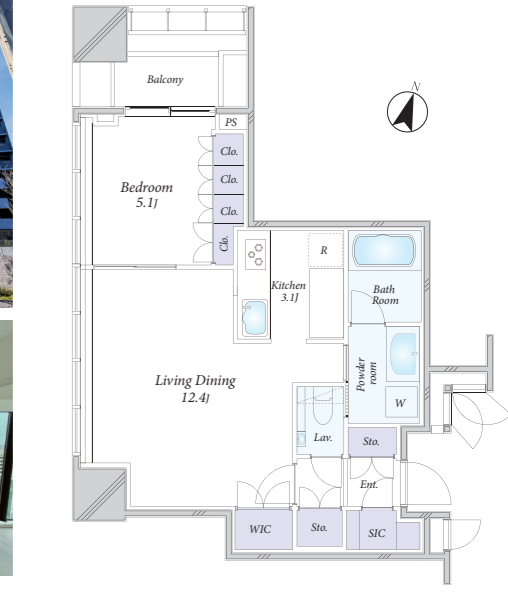 Balcony
N
PS
Clo.
Clo.
Clo.
Clo.
Bedroom
5.1J
Kitchen
3.1J
R
Bath
Room
Powder
room
W
Living Dining
12.4J
Lav.
Sto.
Ent.
WIC
Sto.
SIC